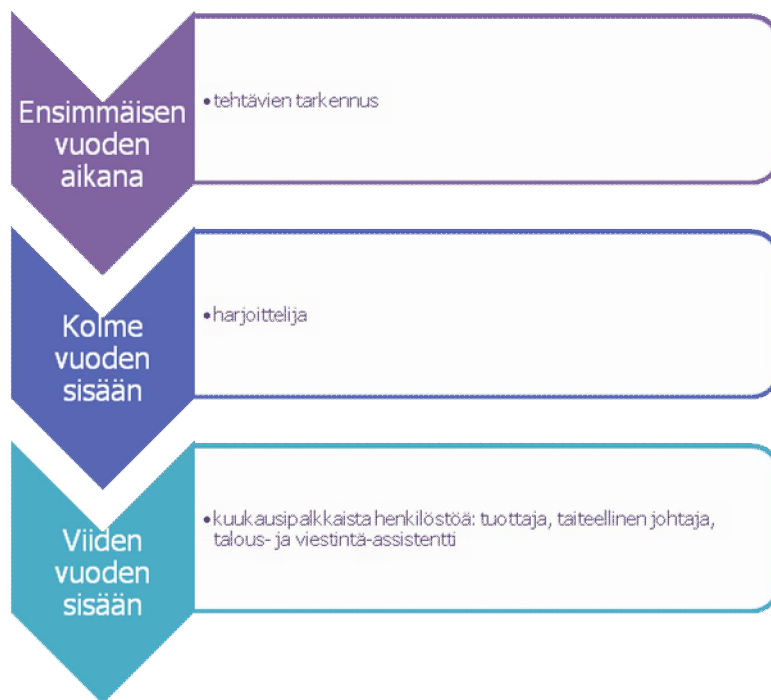 Ensimmäisen
vuoden
aikana
•tehtävien tarkennus
Kolme
vuoden
sisään
•harjoittelija
Viiden
vuoden
sisään
•kuukausipalkkaista henkilöstöä: tuottaja, taiteellinen johtaja,
talous- ja viestintä-assistentti